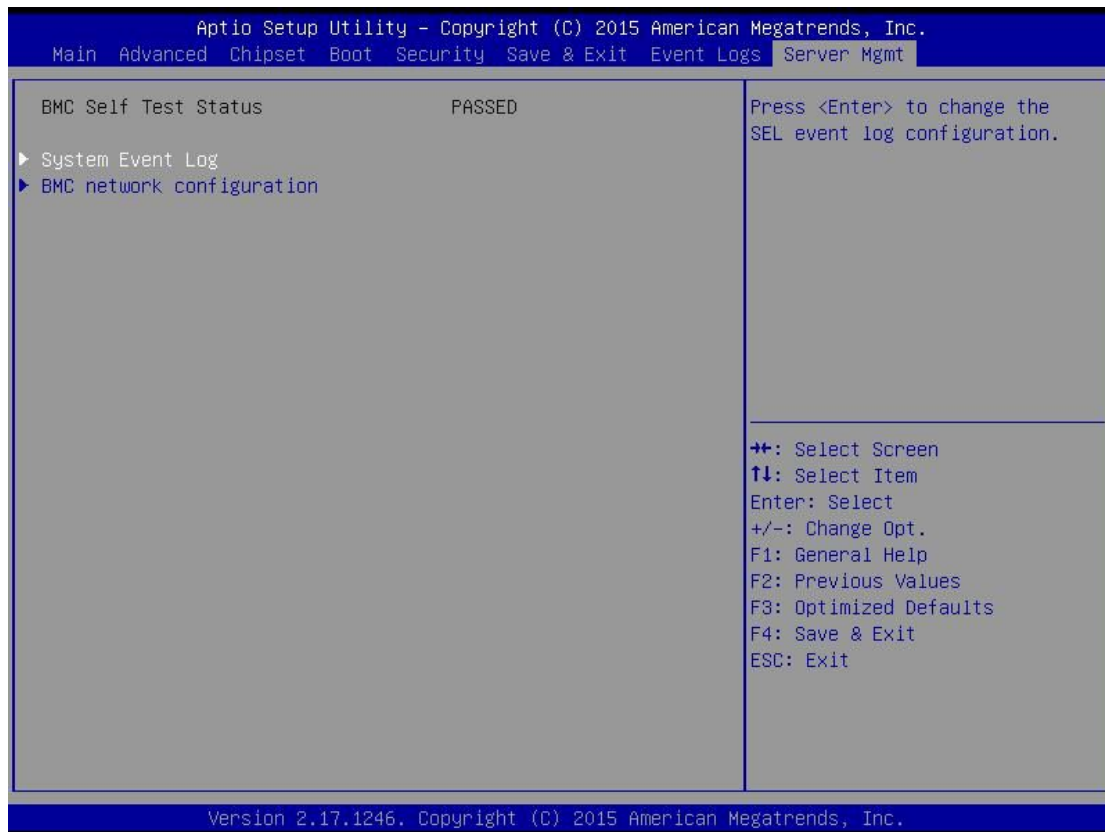 Aptio Setup Utility – Copyright (C) 2015 American Megatrends, Inc.
Main Advanced Chipset Boot Security Save & Exit Event Logs Server Mgmt
BMC Self Test Status PASSED
▶ System Event Log
▶ BMC network configuration
Press <Enter> to change the
SEL event log configuration.
→←: Select Screen
↑↓: Select Item
Enter: Select
+/-: Change Opt.
F1: General Help
F2: Previous Values
F3: Optimized Defaults
F4: Save & Exit
ESC: Exit
Version 2.17.1246. Copyright (C) 2015 American Megatrends, Inc.